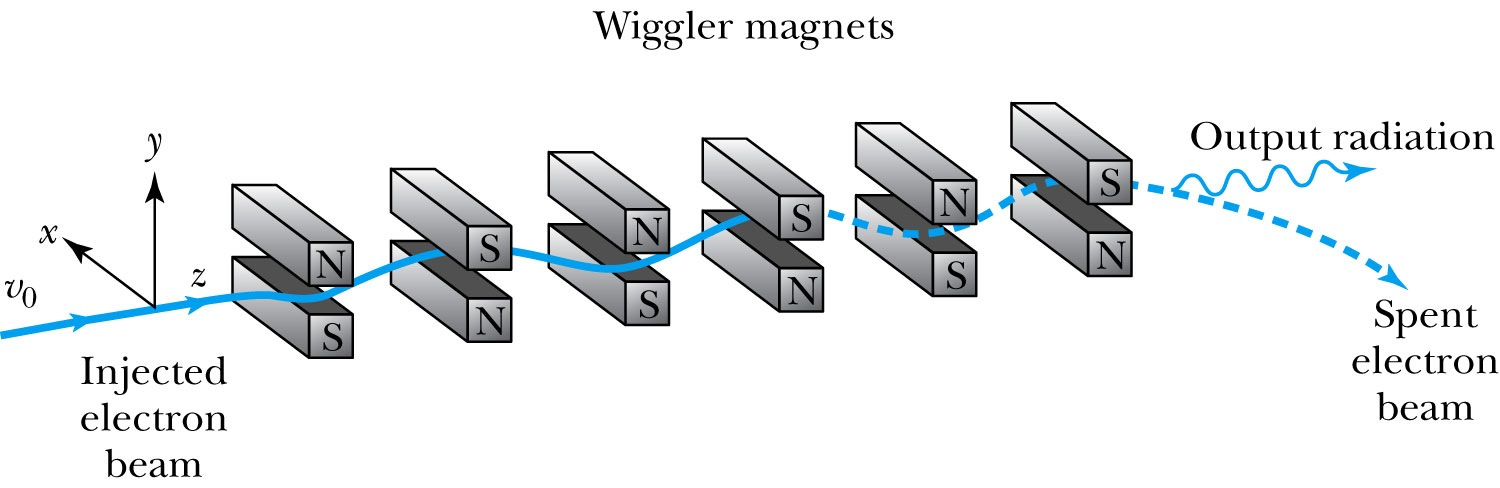 Wiggler magnets
Output radiation
y
x
z
v0
N
S
S
N
N
S
S
N
N
S
S
N
Injected
electron
beam
Spent
electron
beam